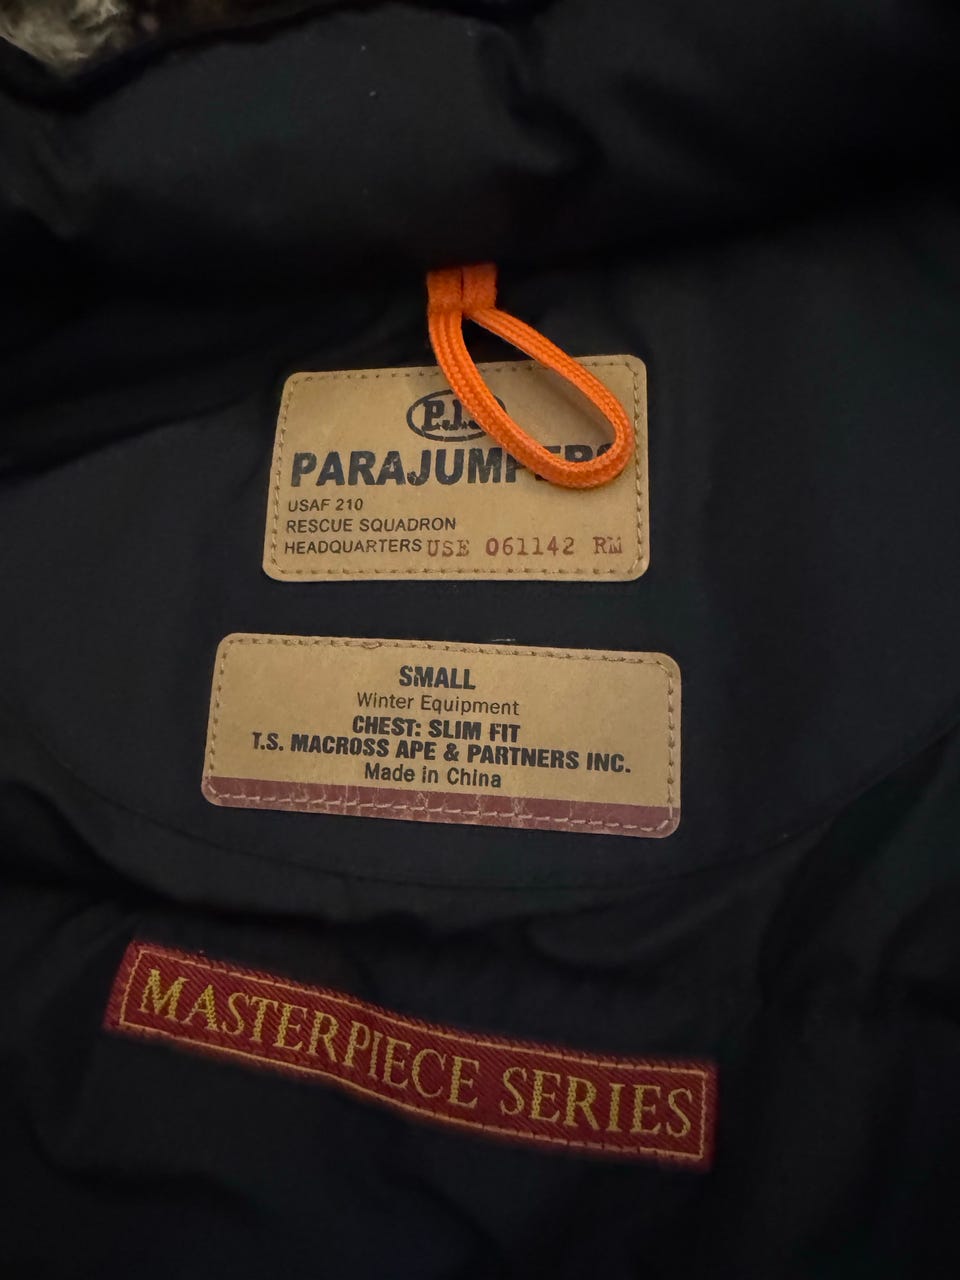 P.J.S
PARAJUMPERS
USAF 210
RESCUE SQUADRON
HEADQUARTERS USE 061142 RM
SMALL
Winter Equipment
CHEST: SLIM FIT
T.S. MACROSS APE & PARTNERS INC.
Made in China
MASTERPIECE SERIES